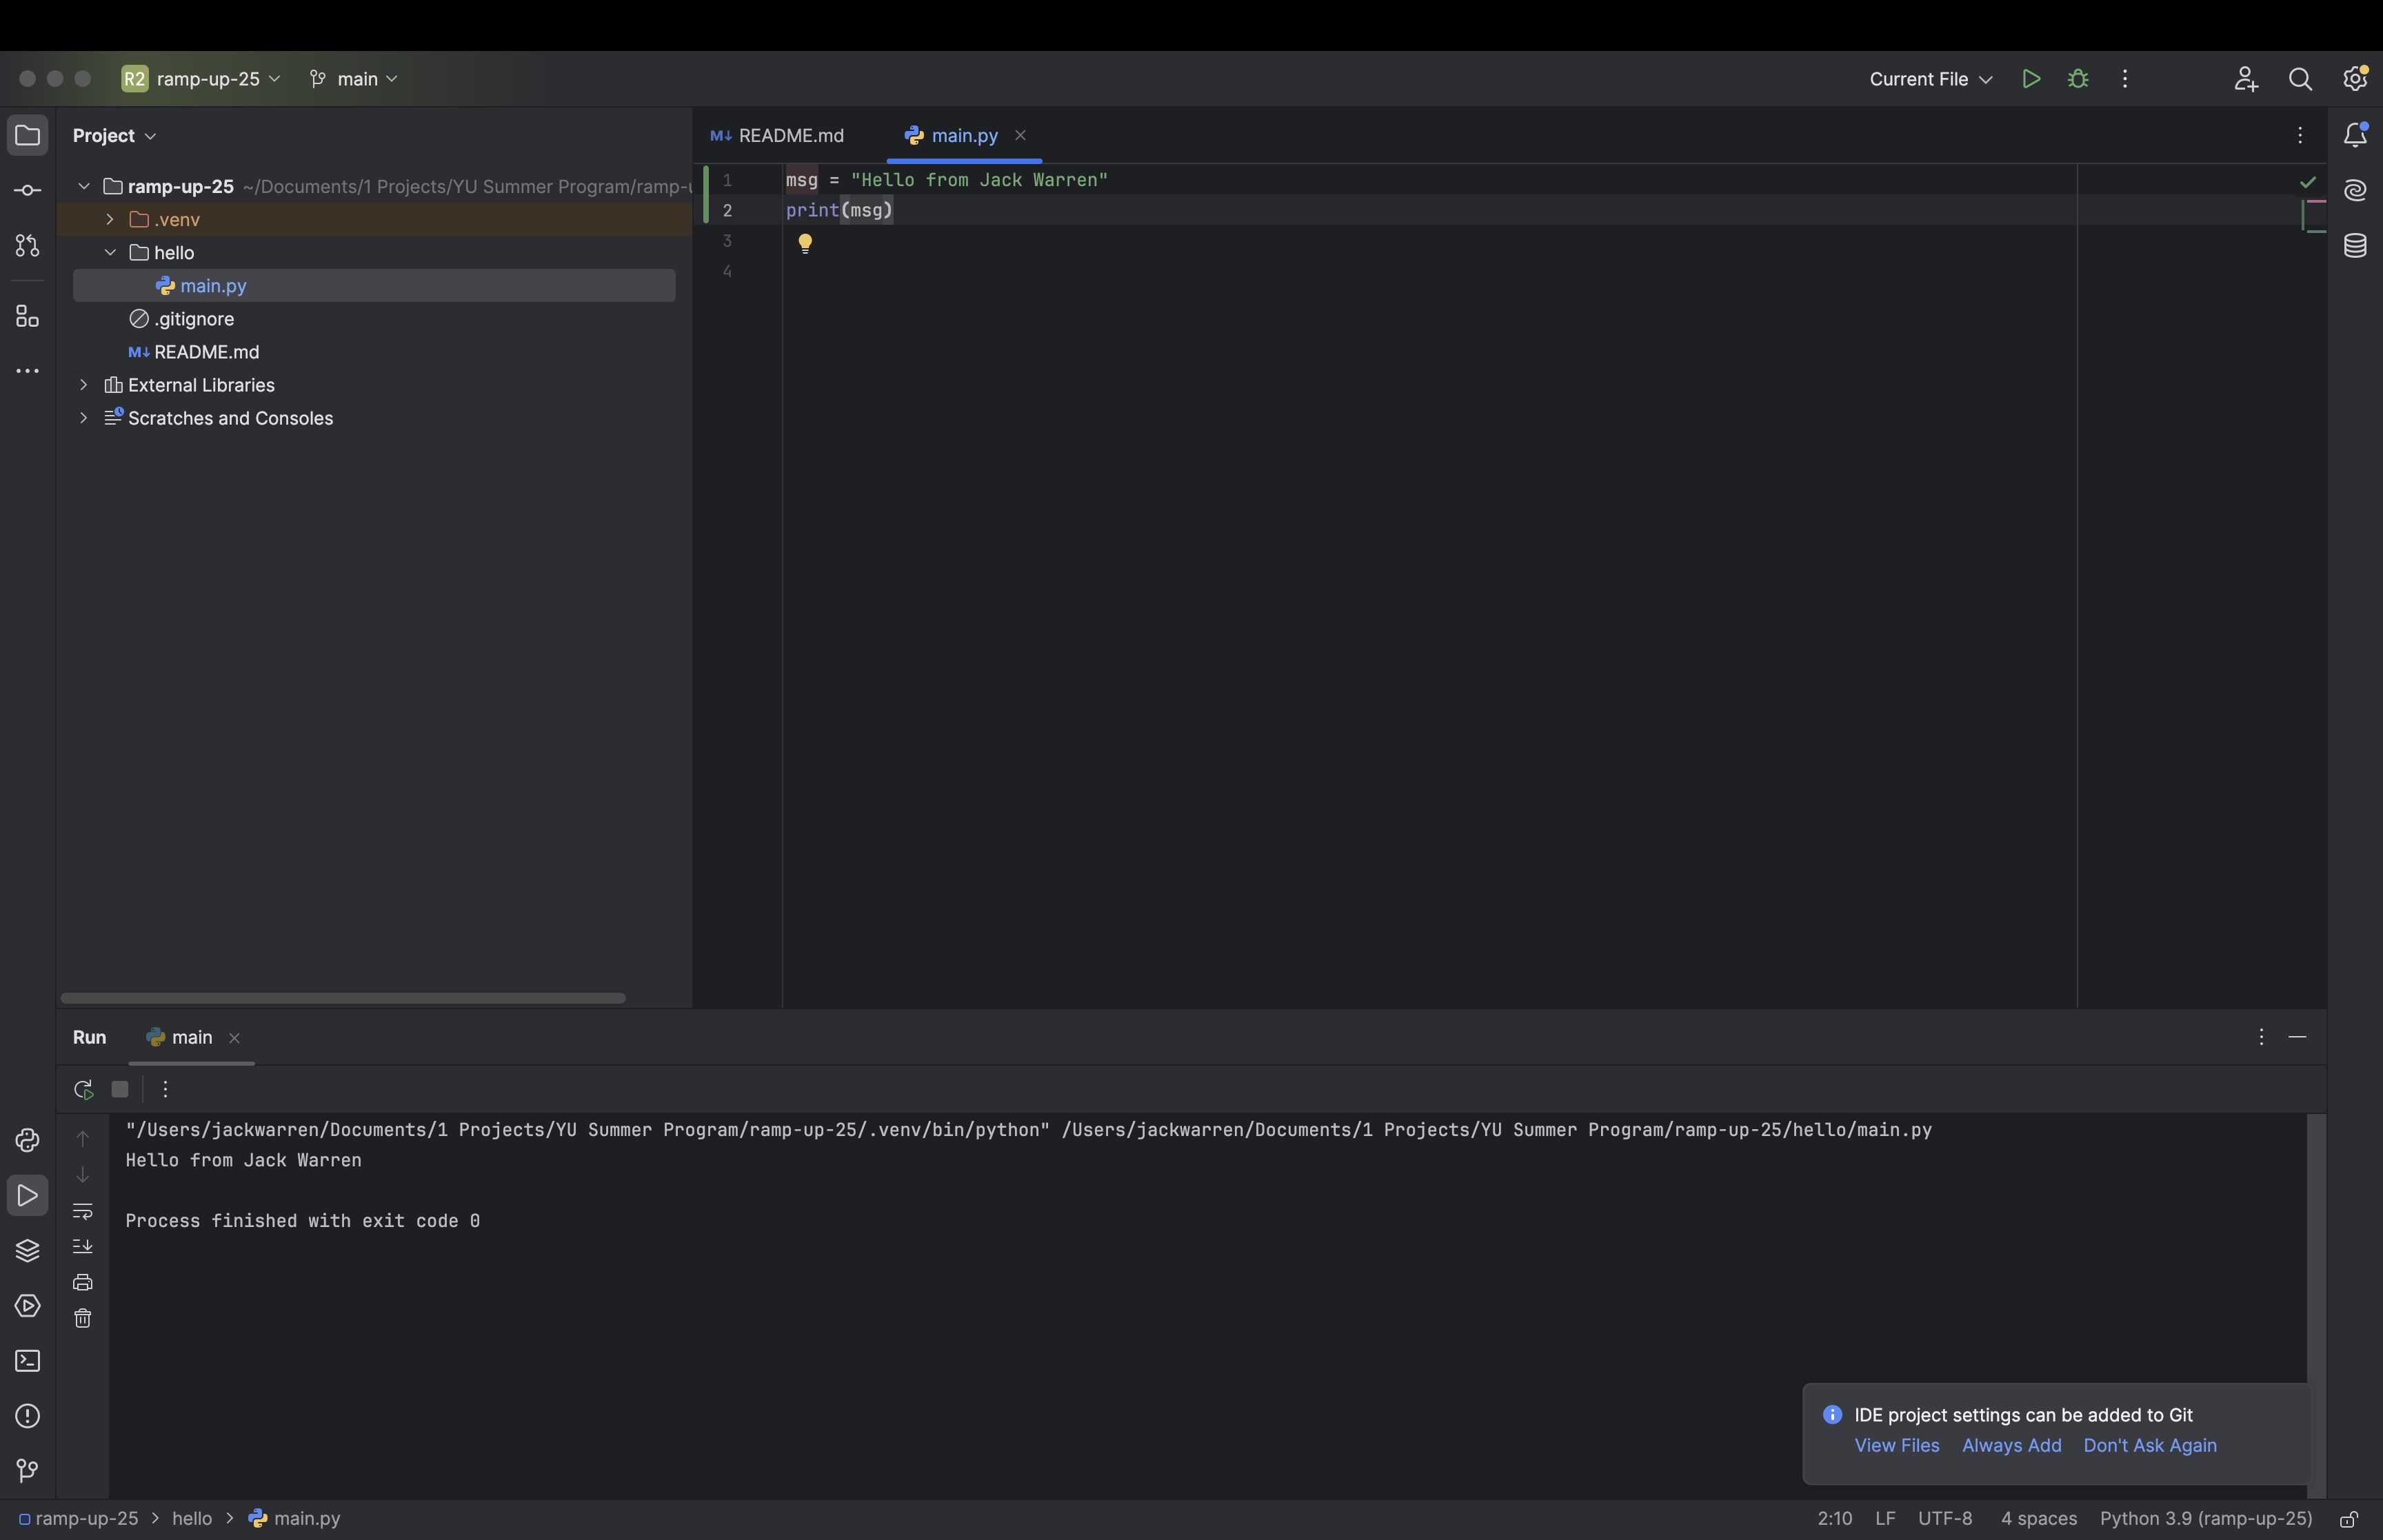 R2 ramp-up-25 main Current File
Project
ramp-up-25 ~/Documents/1 Projects/YU Summer Program/ramp-u
.venv
hello
main.py
.gitignore
M↓ README.md
External Libraries
Scratches and Consoles
M↓ README.md main.py
1 msg = "Hello from Jack Warren"
2 print(msg)
3
4
Run main
"/Users/jackwarren/Documents/1 Projects/YU Summer Program/ramp-up-25/.venv/bin/python" /Users/jackwarren/Documents/1 Projects/YU Summer Program/ramp-up-25/hello/main.py
Hello from Jack Warren
Process finished with exit code 0
IDE project settings can be added to Git
View Files Always Add Don't Ask Again
ramp-up-25 > hello > main.py 2:10 LF UTF-8 4 spaces Python 3.9 (ramp-up-25)